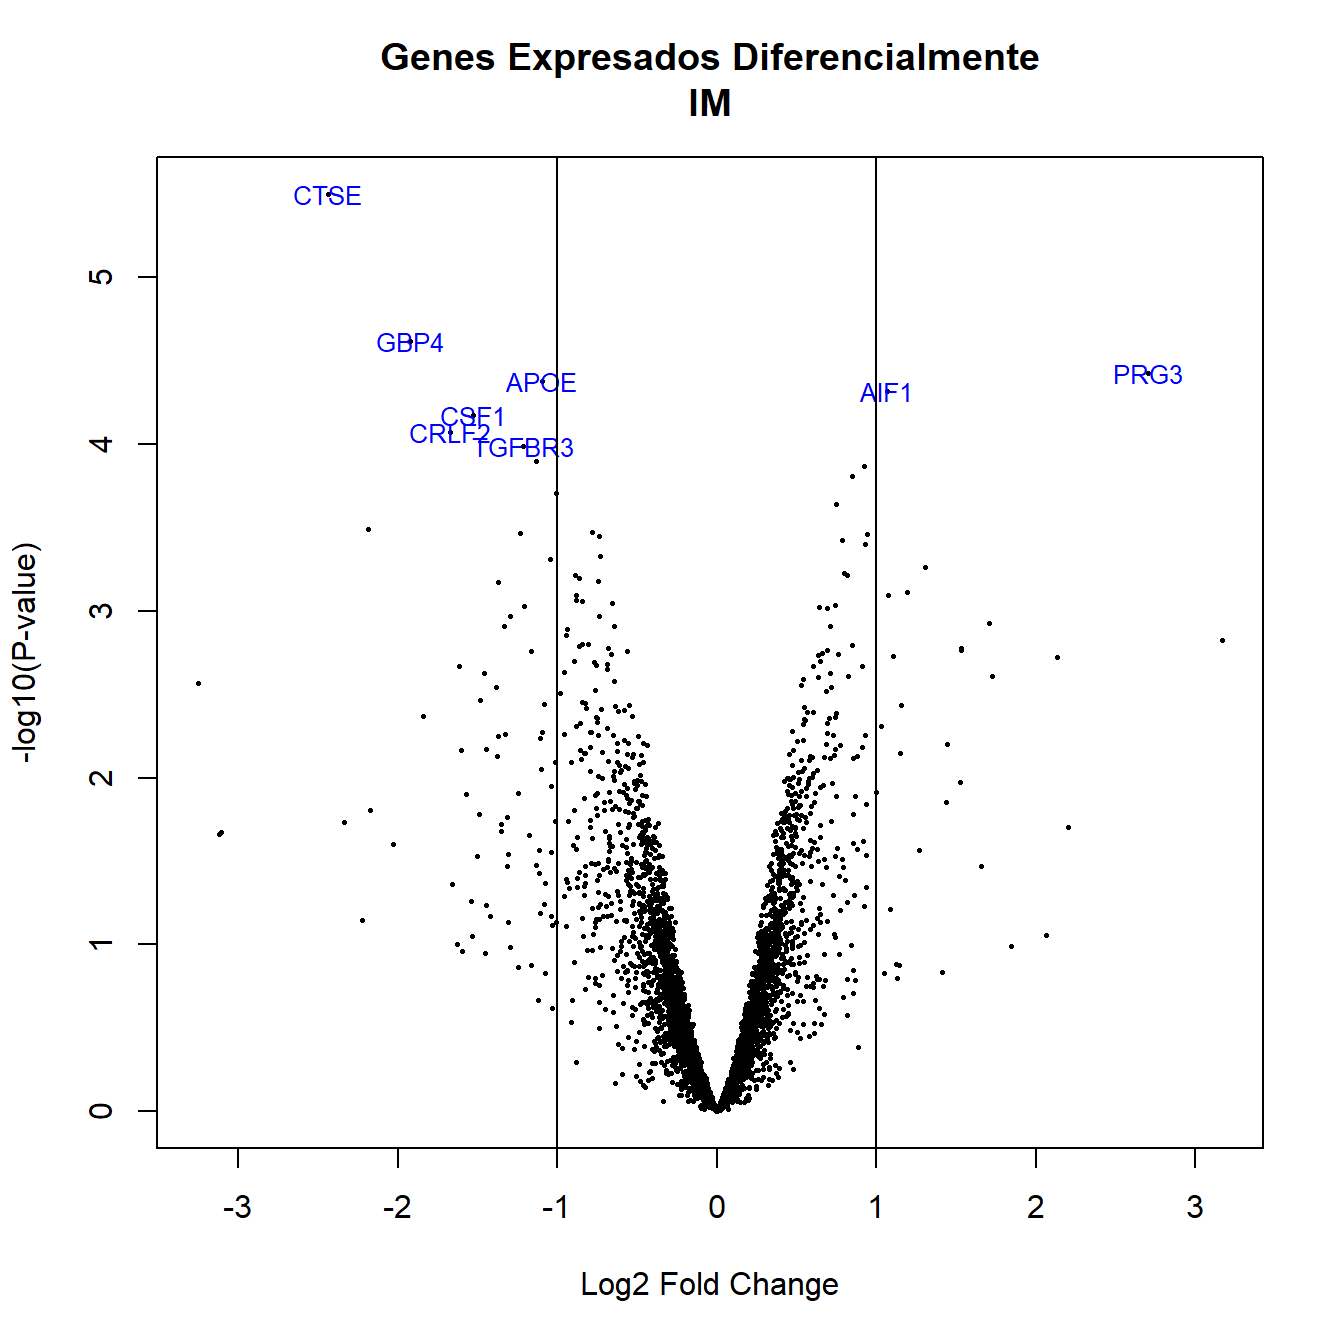 Genes Expresados Diferencialmente
IM
CTSE
GBP4
APOE
PRG3
AIF1
CSF1
CRLF2
TGFBR3
5
4
3
2
1
0
-log10(P-value)
-3 -2 -1 0 1 2 3
Log2 Fold Change